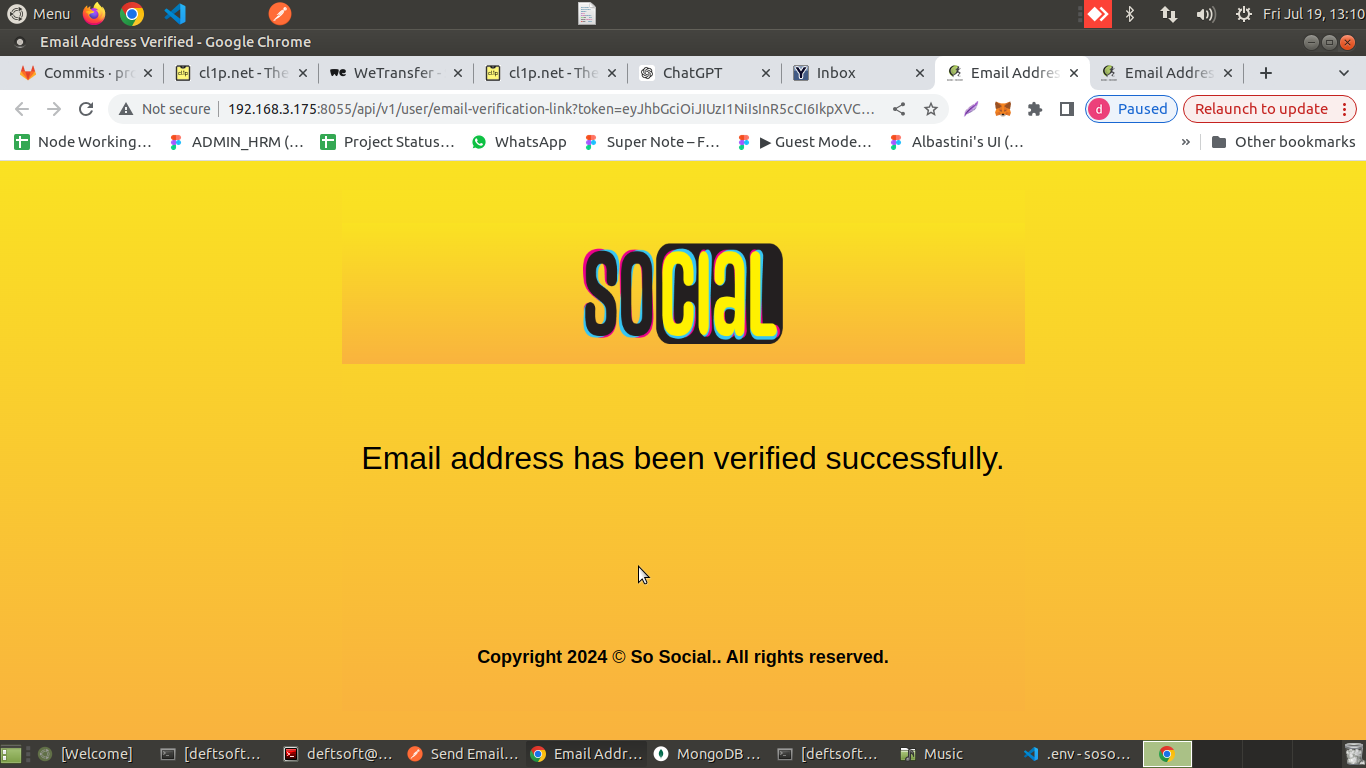 Menu
Fri Jul 19, 13:10
Email Address Verified - Google Chrome
Commits · pro
cl1p.net - The
WeTransfer -
cl1p.net - The
ChatGPT
Inbox
Email Addres
Email Addres
Not secure
192.168.3.175:8055/api/v1/user/email-verification-link?token=eyJhbGciOiJIUzI1NiIsInR5cCI6IkpXVC...
d Paused
Relaunch to update
Node Working...
ADMIN_HRM (...
Project Status...
WhatsApp
Super Note – F...
▶ Guest Mode...
Albastini's UI (...
»
Other bookmarks
SOCIAL
Email address has been verified successfully.
Copyright 2024 © So Social.. All rights reserved.
[Welcome]
[deftsoft...
deftsoft@...
Send Email...
Email Addr...
MongoDB ...
[deftsoft...
Music
.env - soso...